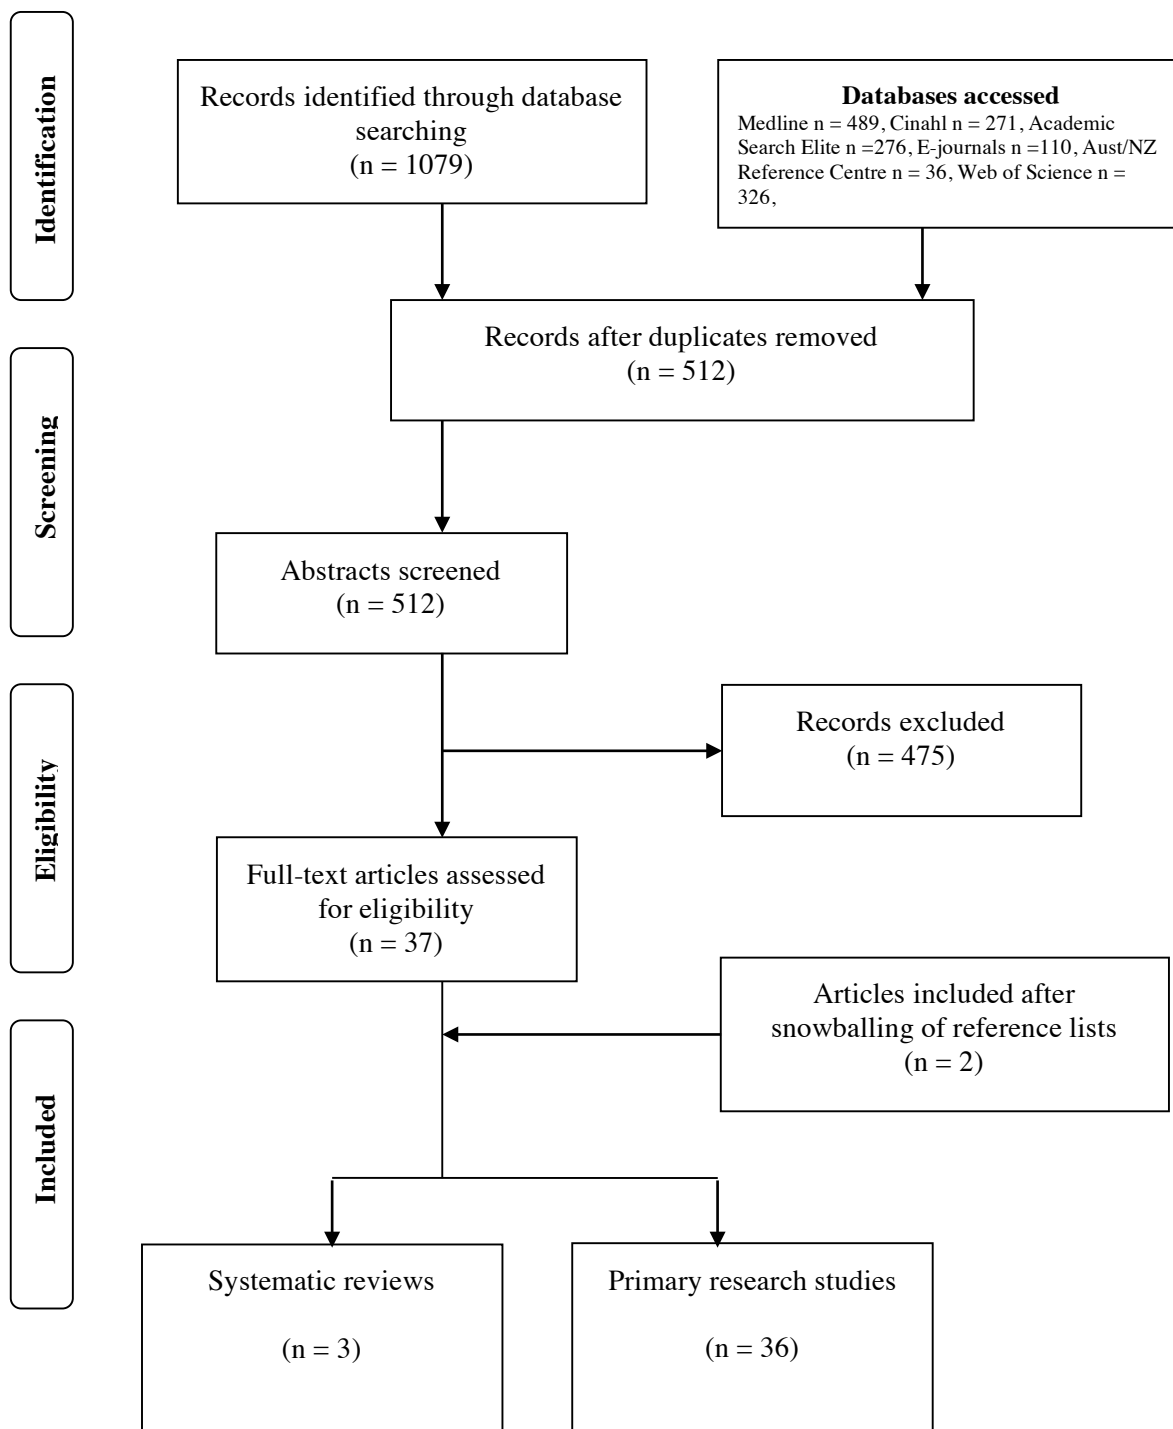 Identification
Records identified through database
searching
(n = 1079)
Databases accessed
Medline n = 489, Cinahl n = 271, Academic
Search Elite n =276, E-journals n =110, Aust/NZ
Reference Centre n = 36, Web of Science n =
326,
Records after duplicates removed
(n = 512)
Screening
Abstracts screened
(n = 512)
Records excluded
(n = 475)
Eligibility
Full-text articles assessed
for eligibility
(n = 37)
Articles included after
snowballing of reference lists
(n = 2)
Included
Systematic reviews
(n = 3)
Primary research studies
(n = 36)